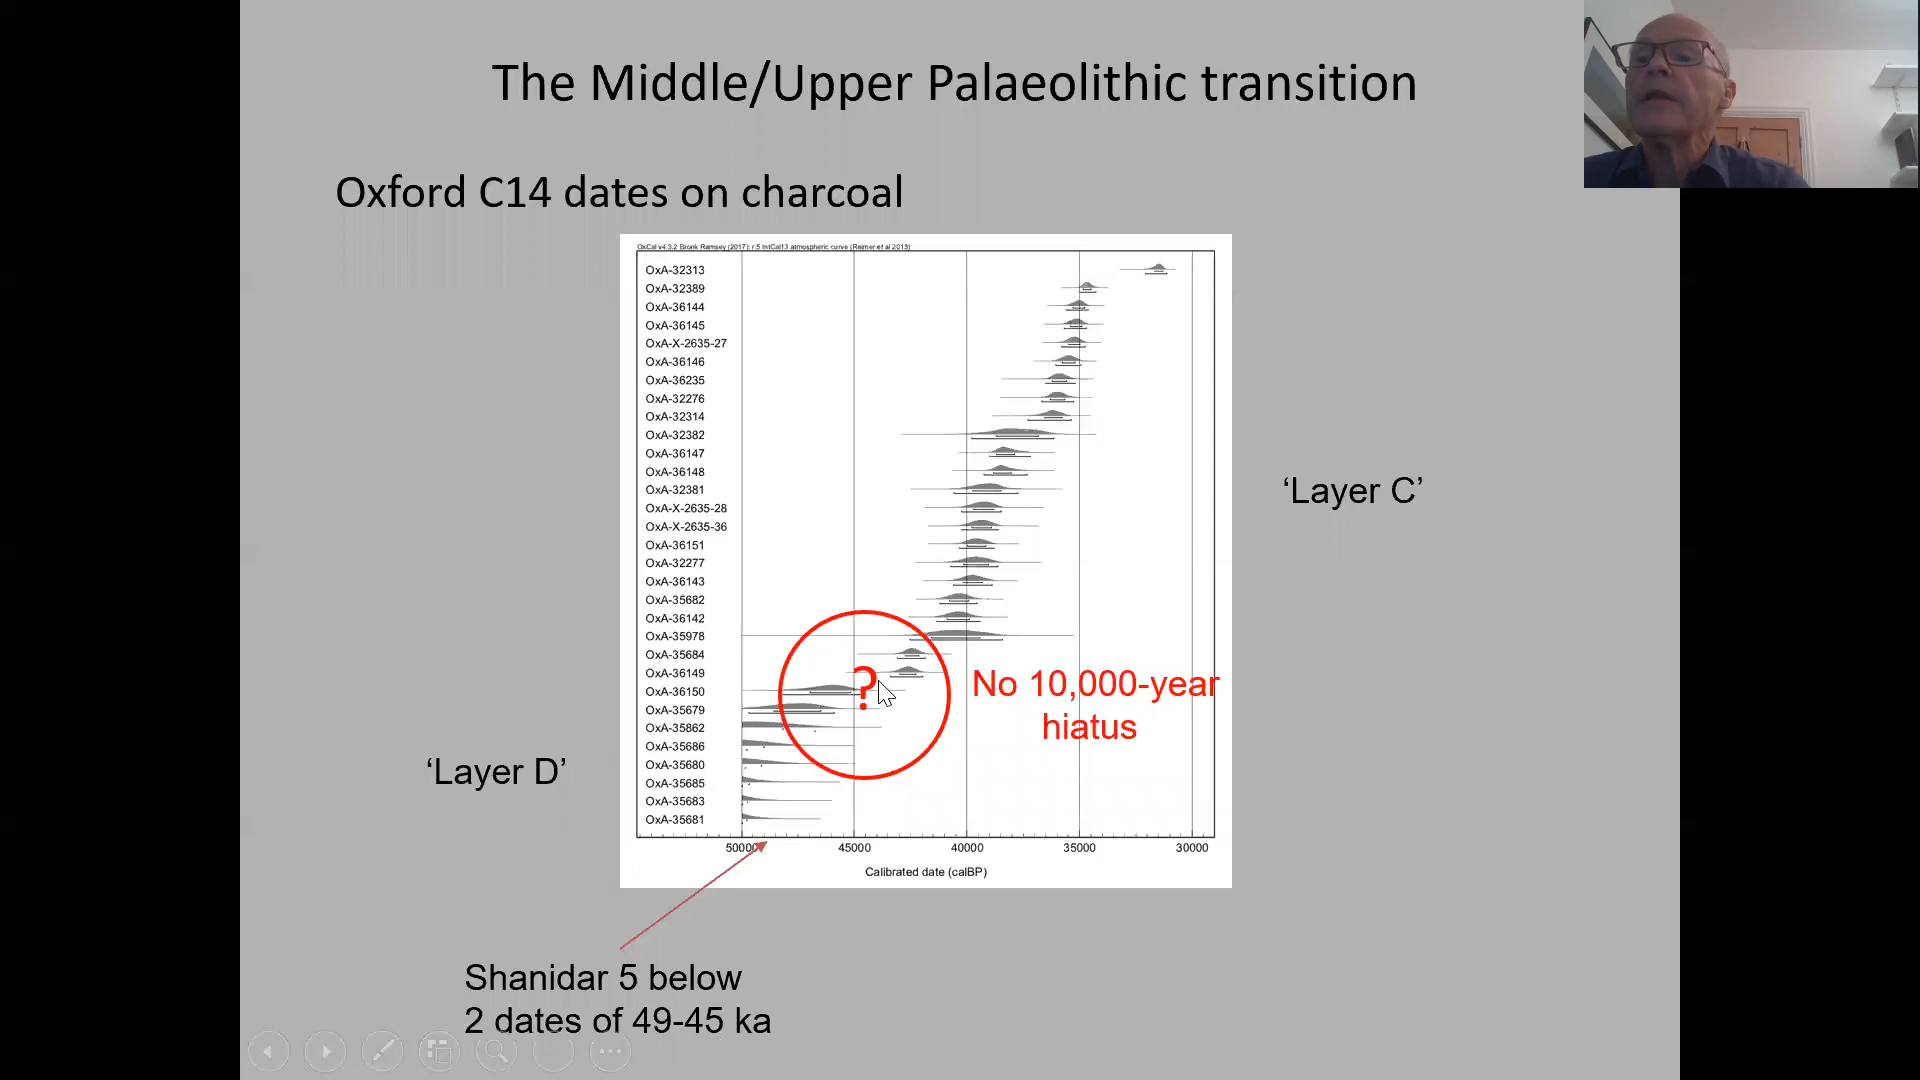 The Middle/Upper Palaeolithic transition
Oxford C14 dates on charcoal
OxCal v4.3.2 Bronk Ramsey (2017); r:5 IntCal13 atmospheric curve (Reimer et al 2013)
OxA-32313
OxA-32389
OxA-36144
OxA-36145
OxA-X-2635-27
OxA-36146
OxA-36235
OxA-32276
OxA-32314
OxA-32382
OxA-36147
OxA-36148
OxA-32381
OxA-X-2635-28
OxA-X-2635-36
OxA-36151
OxA-32277
OxA-36143
OxA-35682
OxA-36142
OxA-35978
OxA-35684
OxA-36149
OxA-36150
OxA-35679
OxA-35862
OxA-35686
OxA-35680
OxA-35685
OxA-35683
OxA-35681
?
No 10,000-year
hiatus
‘Layer C’
‘Layer D’
50000 45000 40000 35000 30000
Calibrated date (calBP)
Shanidar 5 below
2 dates of 49-45 ka